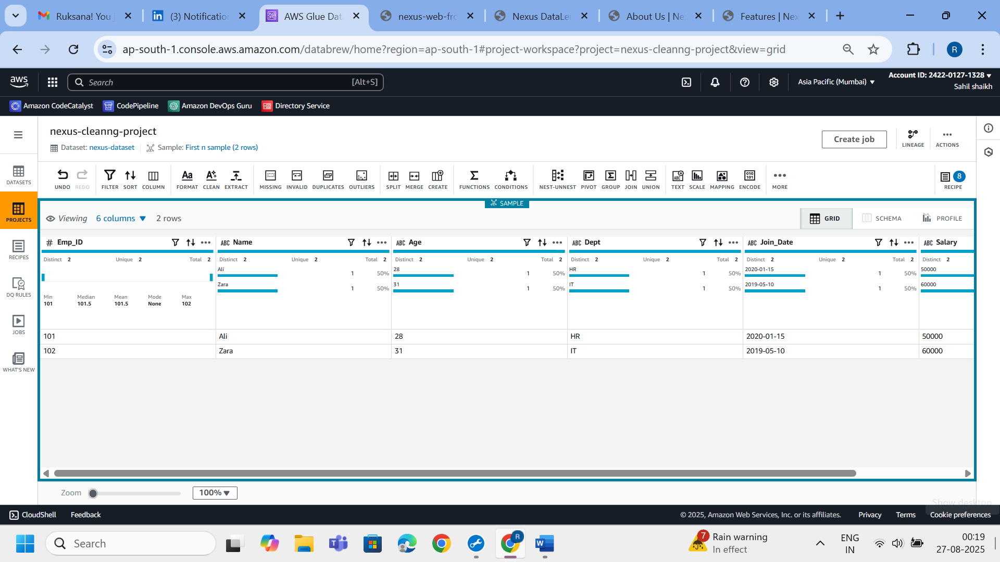 Ruksana! You j
(3) Notification
AWS Glue Data
nexus-web-fro
Nexus DataLe
About Us | Ne
Features | Nex
ap-south-1.console.aws.amazon.com/databrew/home?region=ap-south-1#project-workspace?project=nexus-cleanng-project&view=grid
R
aws
Search
[Alt+S]
Asia Pacific (Mumbai)
Account ID: 2422-0127-1328
Sahil shaikh
Amazon CodeCatalyst
CodePipeline
Amazon DevOps Guru
Directory Service
nexus-cleanng-project
Dataset: nexus-dataset
Sample: First n sample (2 rows)
Create job
LINEAGE
ACTIONS
DATASETS
PROJECTS
RECIPES
DQ RULES
JOBS
WHAT'S NEW
UNDO
REDO
FILTER
SORT
COLUMN
FORMAT
CLEAN
EXTRACT
MISSING
INVALID
DUPLICATES
OUTLIERS
SPLIT
MERGE
CREATE
FUNCTIONS
CONDITIONS
NEST-UNNEST
PIVOT
GROUP
JOIN
UNION
TEXT
SCALE
MAPPING
ENCODE
MORE
8
RECIPE
SAMPLE
Viewing 6 columns 2 rows
GRID
SCHEMA
PROFILE
# Emp_ID
ABC Name
ABC Age
ABC Dept
ABC Join_Date
ABC Salary
Distinct 2 Unique 2 Total 2
Distinct 2 Unique 2 Total 2
Distinct 2 Unique 2 Total 2
Distinct 2 Unique 2 Total 2
Distinct 2 Unique 2 Total 2
Distinct 2
Ali 1 50%
28 1 50%
HR 1 50%
2020-01-15 1 50%
50000
Zara 1 50%
31 1 50%
IT 1 50%
2019-05-10 1 50%
60000
Min Median Mean Mode Max
101 101.5 101.5 None 102
101 Ali 28 HR 2020-01-15 50000
102 Zara 31 IT 2019-05-10 60000
Zoom
100%
Show desktop
CloudShell
Feedback
© 2025, Amazon Web Services, Inc. or its affiliates.
Privacy
Terms
Cookie preferences
Search
R
7
Rain warning
In effect
ENG
IN
00:19
27-08-2025